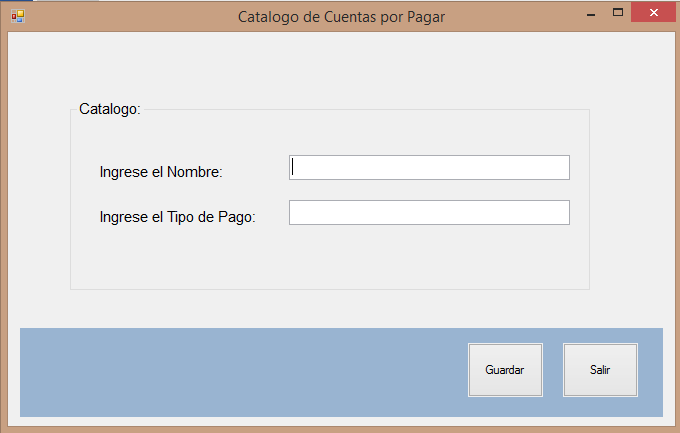 Catalogo de Cuentas por Pagar
Catalogo:
Ingrese el Nombre:
Ingrese el Tipo de Pago:
Guardar
Salir